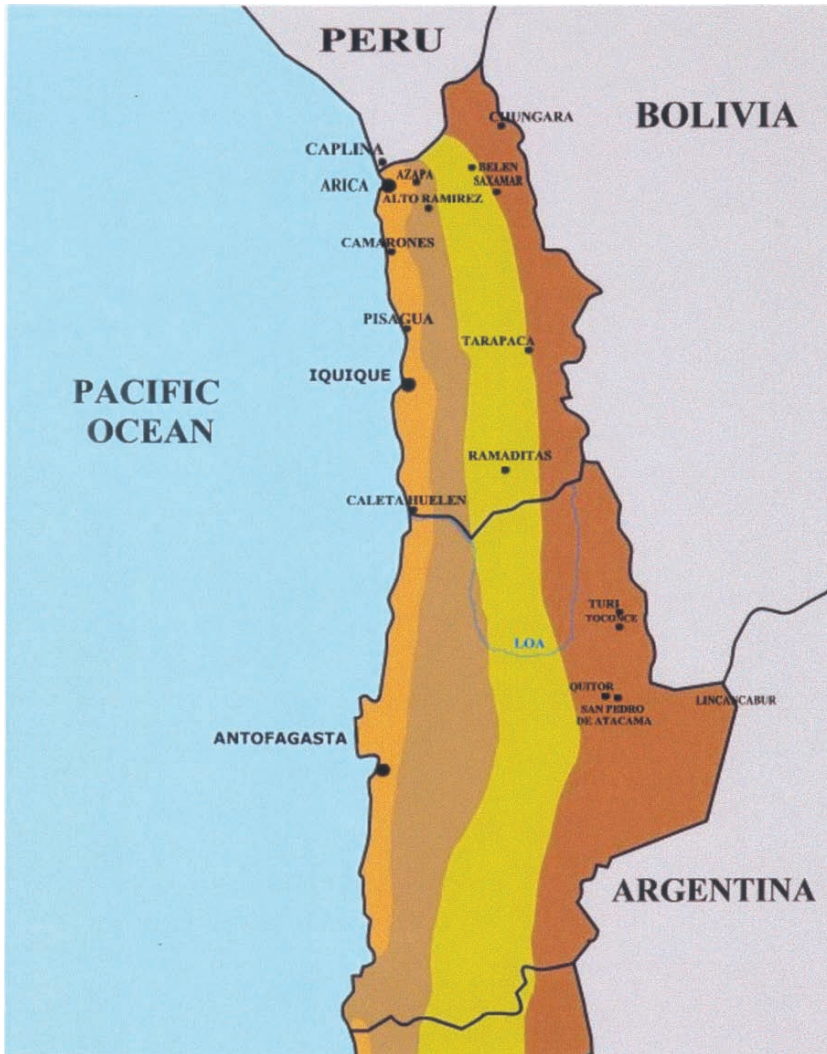 PERU
BOLIVIA
CHUNGARA
CAPLINA
AZAPA
BELEN
ARICA
SAXAMAR
ALTO RAMIREZ
CAMARONES
PISAGUA
TARAPACA
IQUIQUE
PACIFIC
OCEAN
RAMADITAS
CALETA HUELEN
TURI
TOCONCE
LOA
QUITOR
LINCANCABUR
SAN PEDRO
DE ATACAMA
ANTOFAGASTA
ARGENTINA